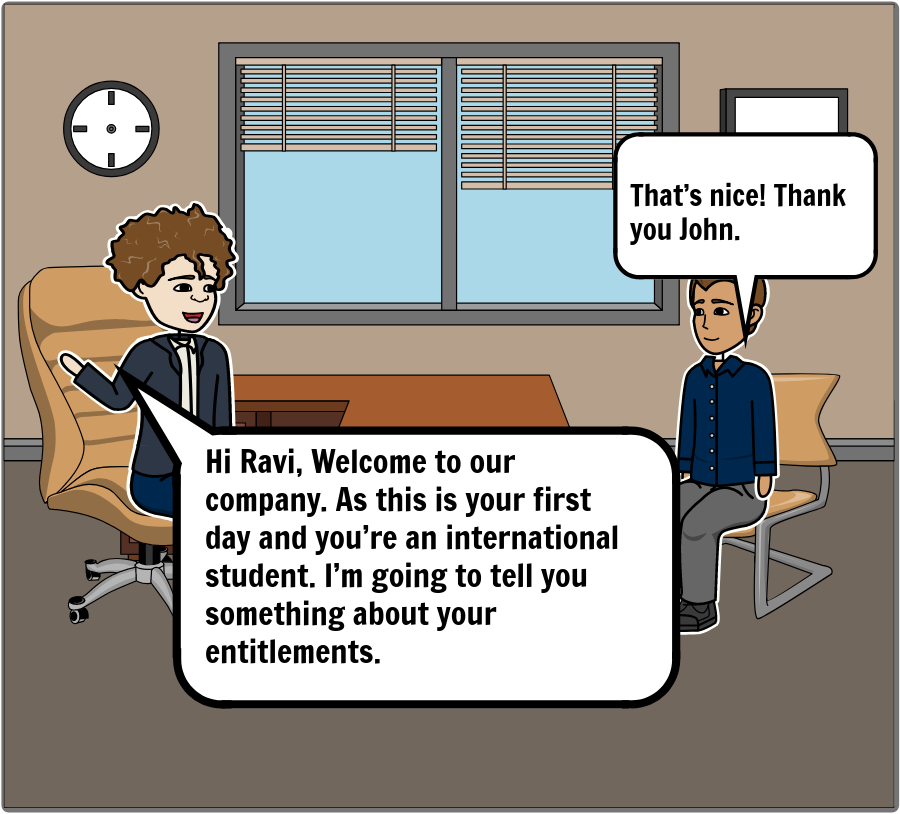 Hi Ravi, Welcome to our
company. As this is your first
day and you're an international
student. I'm going to tell you
something about your
entitlements.
That's nice! Thank
you John.